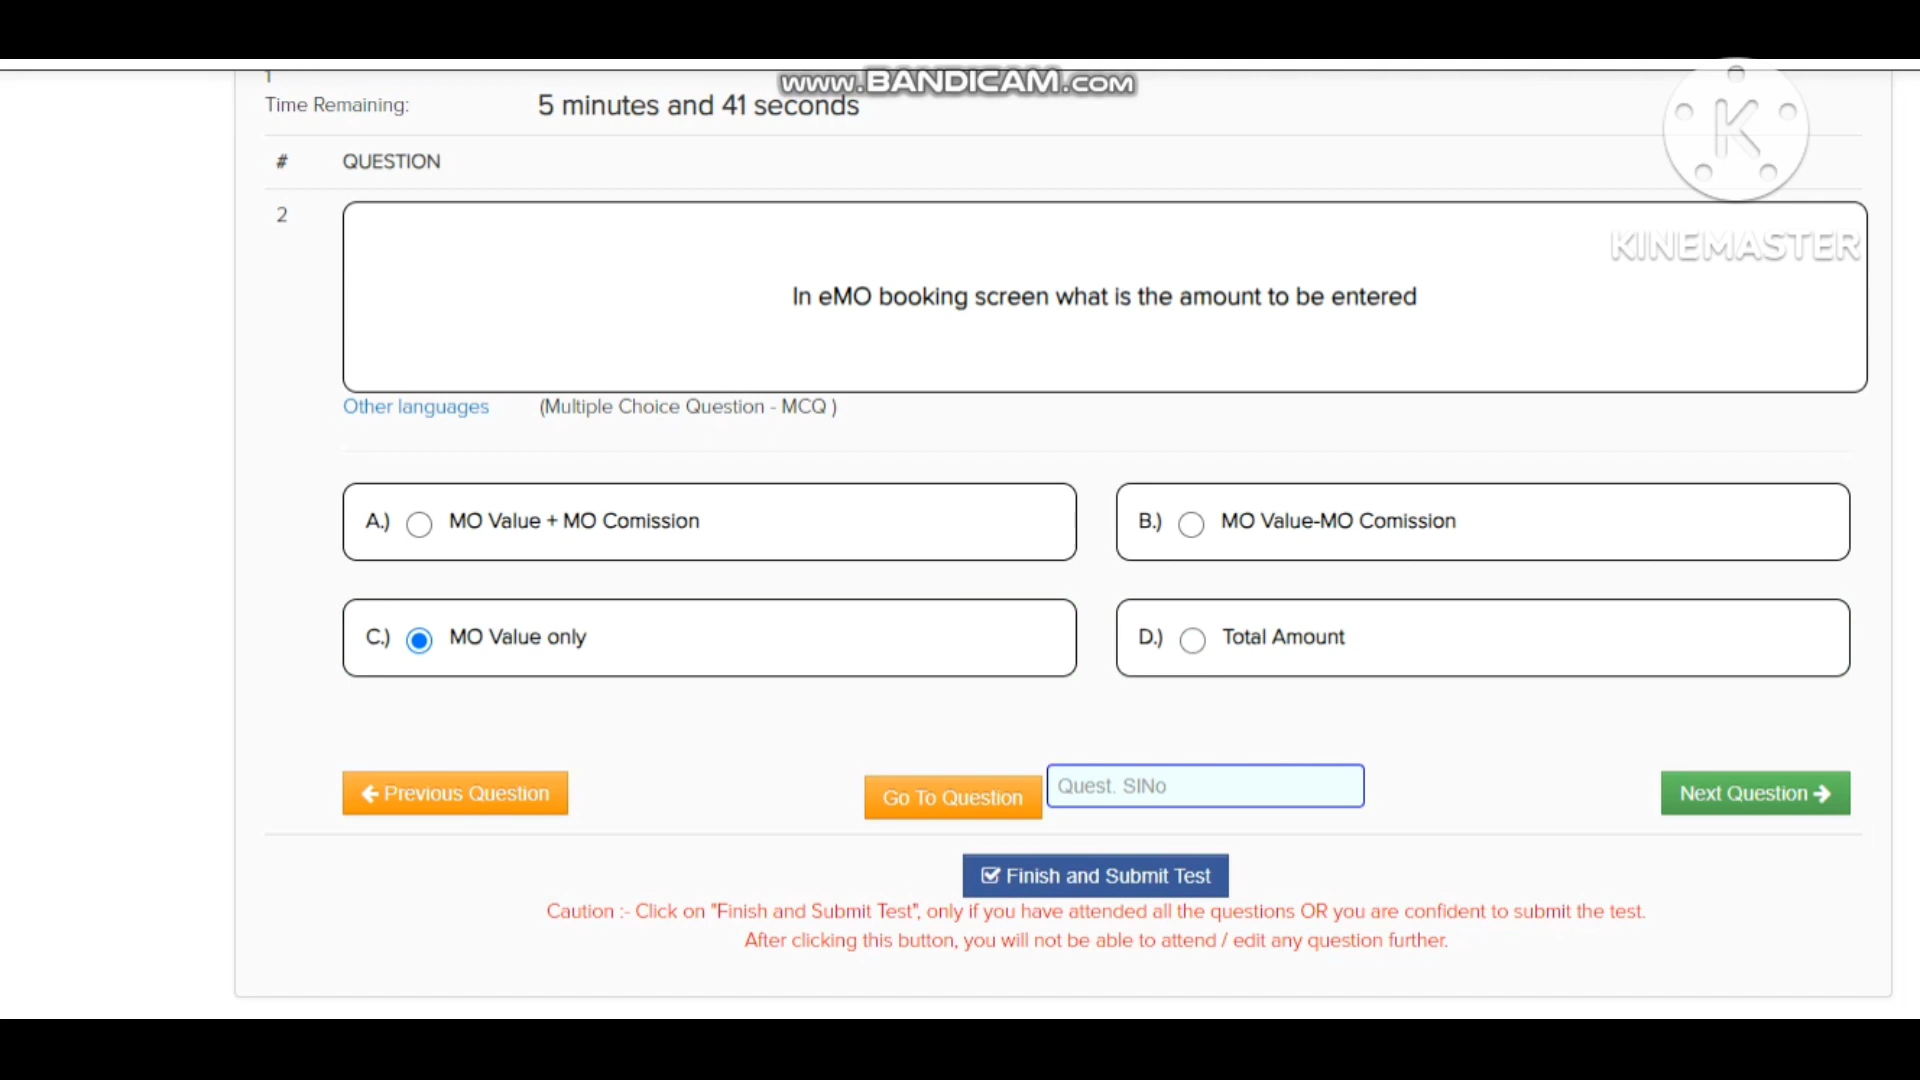 1
www.BANDICAM.com
Time Remaining: 5 minutes and 41 seconds
# QUESTION
2
K
KINEMASTER
In eMO booking screen what is the amount to be entered
Other languages (Multiple Choice Question - MCQ )
A.) MO Value + MO Comission
B.) MO Value-MO Comission
C.) MO Value only
D.) Total Amount
Previous Question
Go To Question Quest. SlNo
Next Question
Finish and Submit Test
Caution :- Click on "Finish and Submit Test", only if you have attended all the questions OR you are confident to submit the test.
After clicking this button, you will not be able to attend / edit any question further.